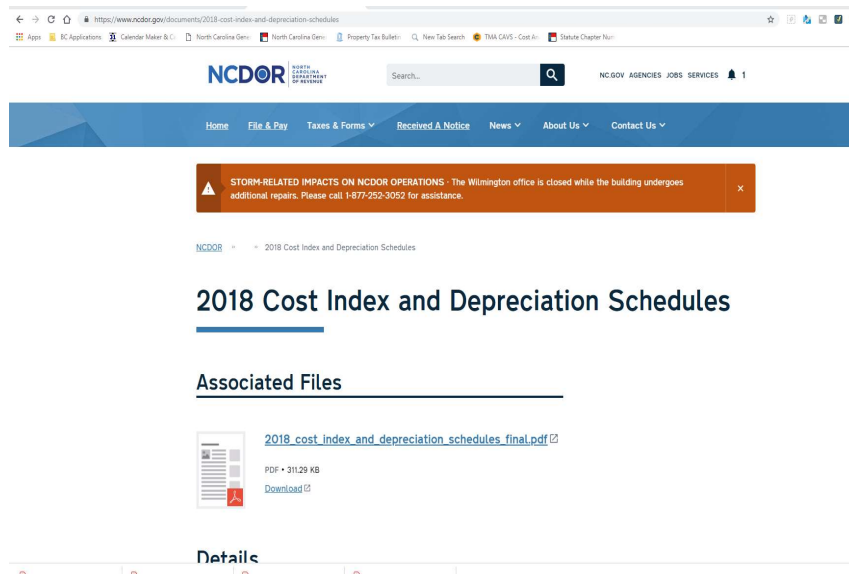 https://www.ncdor.gov/documents/2018-cost-index-and-depreciation-schedules
Apps BC Applications Calendar Maker & C North Carolina Gene North Carolina Gene Property Tax Bulletin New Tab Search TMA CAVS - Cost An Statute Chapter Num
NCDOR NORTH CAROLINA DEPARTMENT OF REVENUE
Search...
NC.GOV AGENCIES JOBS SERVICES 1
Home File & Pay Taxes & Forms Received A Notice News About Us Contact Us
STORM-RELATED IMPACTS ON NCDOR OPERATIONS - The Wilmington office is closed while the building undergoes
additional repairs. Please call 1-877-252-3052 for assistance.
NCDOR » » 2018 Cost Index and Depreciation Schedules
2018 Cost Index and Depreciation Schedules
Associated Files
2018_cost_index_and_depreciation_schedules_final.pdf
PDF • 311.29 KB
Download
Details